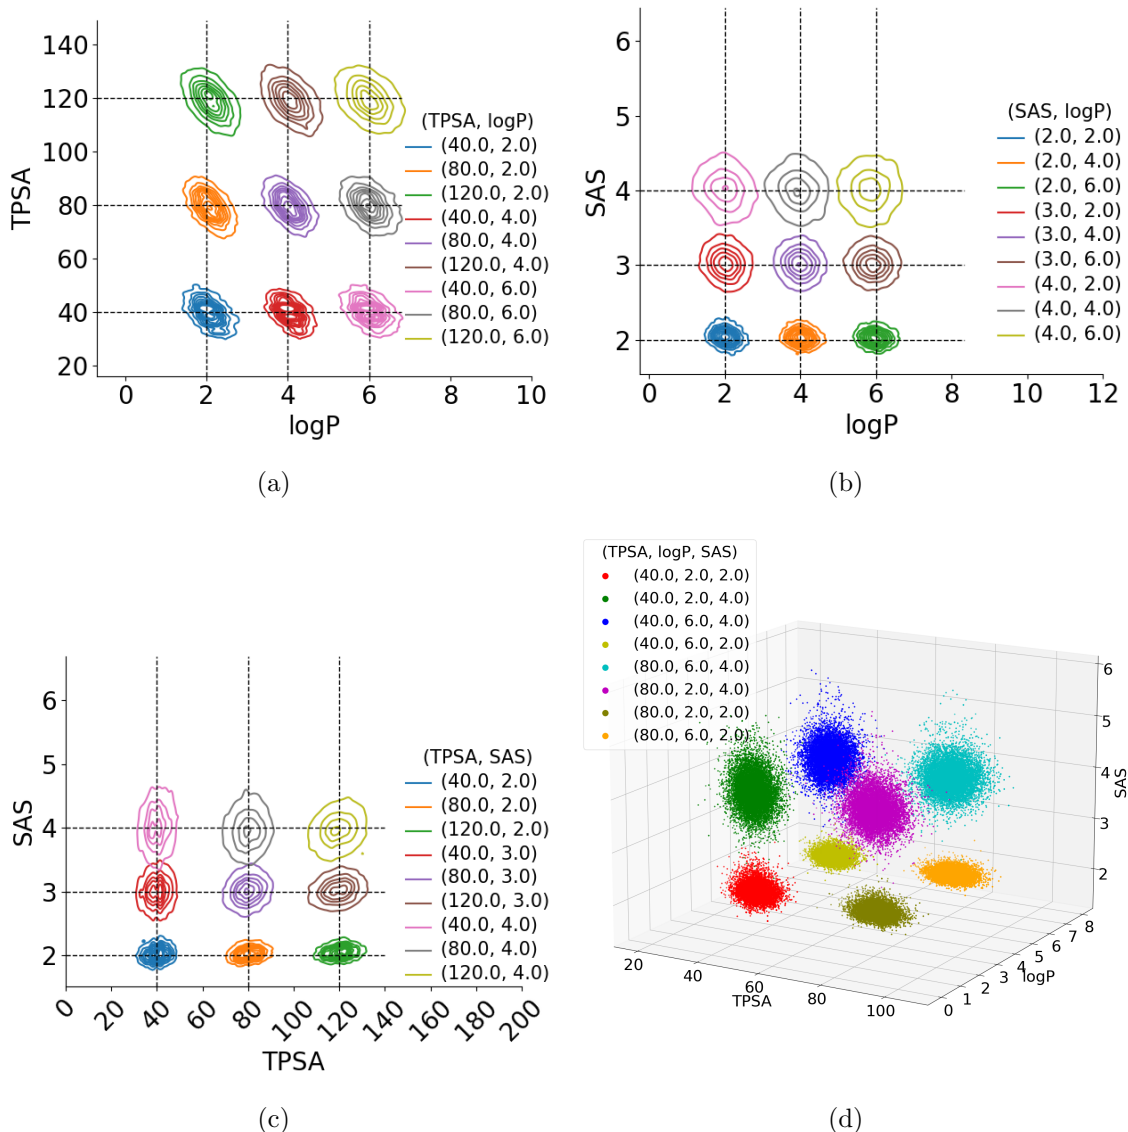 140
120
100
80
60
40
20
TPSA
0 2 4 6 8 10
logP
(TPSA, logP)
(40.0, 2.0)
(80.0, 2.0)
(120.0, 2.0)
(40.0, 4.0)
(80.0, 4.0)
(120.0, 4.0)
(40.0, 6.0)
(80.0, 6.0)
(120.0, 6.0)
(a)
6
5
4
3
2
SAS
0 2 4 6 8 10 12
logP
(SAS, logP)
(2.0, 2.0)
(2.0, 4.0)
(2.0, 6.0)
(3.0, 2.0)
(3.0, 4.0)
(3.0, 6.0)
(4.0, 2.0)
(4.0, 4.0)
(4.0, 6.0)
(b)
6
5
4
3
2
SAS
0 20 40 60 80 100 120 140 160 180 200
TPSA
(TPSA, SAS)
(40.0, 2.0)
(80.0, 2.0)
(120.0, 2.0)
(40.0, 3.0)
(80.0, 3.0)
(120.0, 3.0)
(40.0, 4.0)
(80.0, 4.0)
(120.0, 4.0)
(c)
(TPSA, logP, SAS)
(40.0, 2.0, 2.0)
(40.0, 2.0, 4.0)
(40.0, 6.0, 4.0)
(40.0, 6.0, 2.0)
(80.0, 6.0, 4.0)
(80.0, 2.0, 4.0)
(80.0, 2.0, 2.0)
(80.0, 6.0, 2.0)
6
5
4
3
2
SAS
20 40 60 80 100
TPSA
0 1 2 3 4 5 6 7 8
logP
(d)